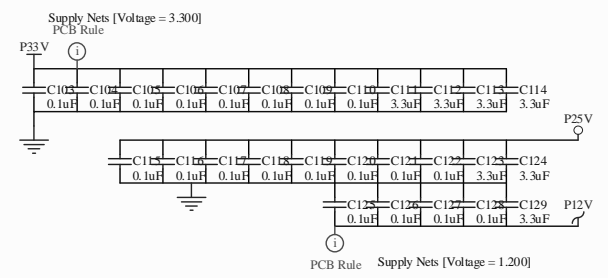 Supply Nets [Voltage = 3.300]
PCB Rule
P33V
i
C103 C104 C105 C106 C107 C108 C109 C110 C111 C112 C113 C114
0.1uF 0.1uF 0.1uF 0.1uF 0.1uF 0.1uF 0.1uF 0.1uF 3.3uF 3.3uF 3.3uF 3.3uF
P25V
C115 C116 C117 C118 C119 C120 C121 C122 C123 C124
0.1uF 0.1uF 0.1uF 0.1uF 0.1uF 0.1uF 0.1uF 0.1uF 3.3uF 3.3uF
P12V
C125 C126 C127 C128 C129
0.1uF 0.1uF 0.1uF 0.1uF 3.3uF
i
PCB Rule
Supply Nets [Voltage = 1.200]